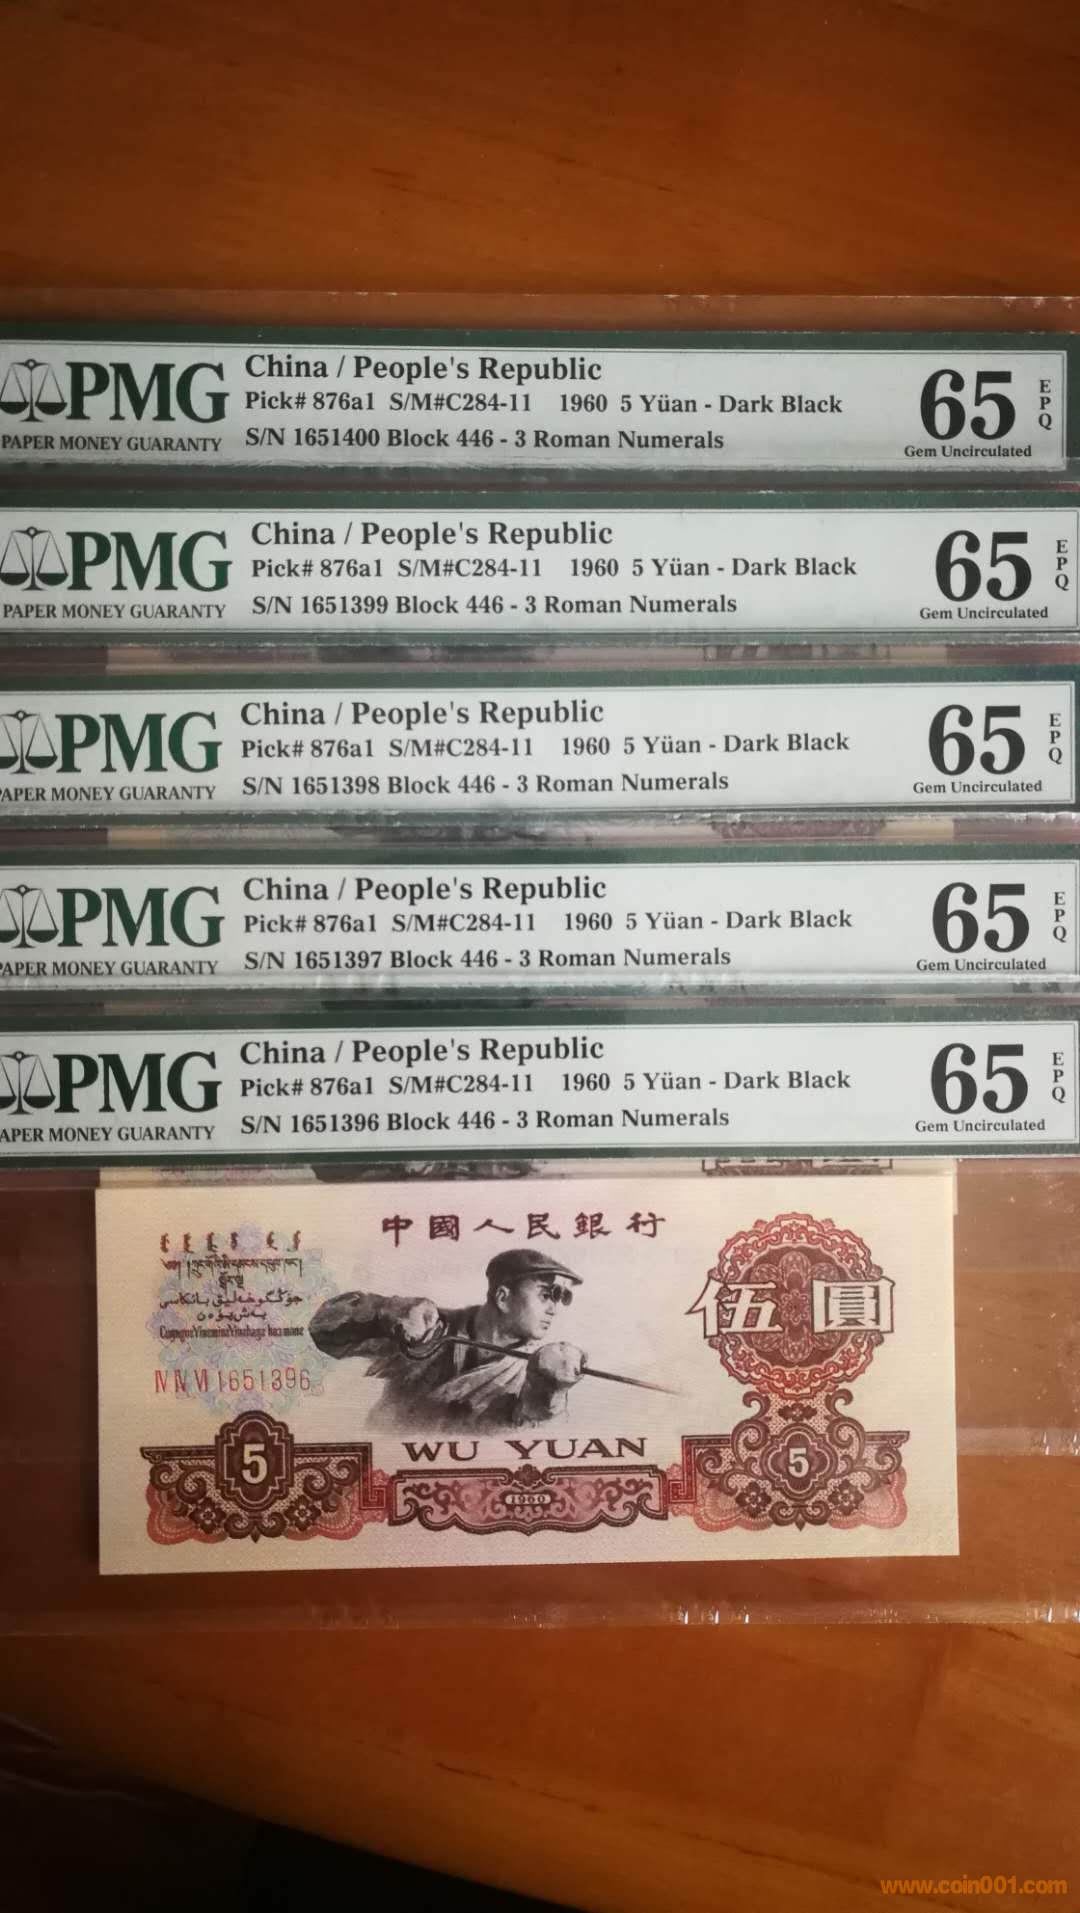 PMG
PAPER MONEY GUARANTY
China / People's Republic
Pick# 876a1 S/M#C284-11 1960 5 Yüan - Dark Black
S/N 1651400 Block 446 - 3 Roman Numerals
65 EPQ
Gem Uncirculated
PMG
PAPER MONEY GUARANTY
China / People's Republic
Pick# 876a1 S/M#C284-11 1960 5 Yüan - Dark Black
S/N 1651399 Block 446 - 3 Roman Numerals
65 EPQ
Gem Uncirculated
PMG
PAPER MONEY GUARANTY
China / People's Republic
Pick# 876a1 S/M#C284-11 1960 5 Yüan - Dark Black
S/N 1651398 Block 446 - 3 Roman Numerals
65 EPQ
Gem Uncirculated
PMG
APER MONEY GUARANTY
China / People's Republic
Pick# 876a1 S/M#C284-11 1960 5 Yüan - Dark Black
S/N 1651397 Block 446 - 3 Roman Numerals
65 EPQ
Gem Uncirculated
PMG
APER MONEY GUARANTY
China / People's Republic
Pick# 876a1 S/M#C284-11 1960 5 Yüan - Dark Black
S/N 1651396 Block 446 - 3 Roman Numerals
65 EPQ
Gem Uncirculated
中國人民銀行
伍圓
IV IV VI 1651396
WU YUAN
5
5
1960
www.coin001.com